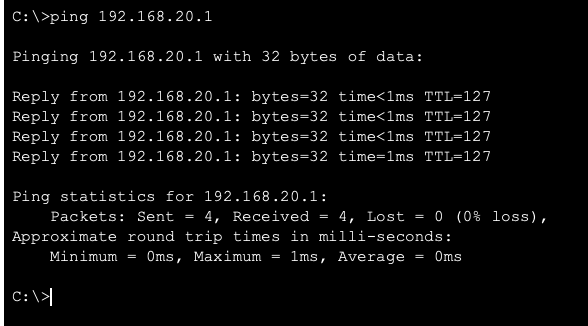 C:\>ping 192.168.20.1
Pinging 192.168.20.1 with 32 bytes of data:
Reply from 192.168.20.1: bytes=32 time<1ms TTL=127
Reply from 192.168.20.1: bytes=32 time<1ms TTL=127
Reply from 192.168.20.1: bytes=32 time<1ms TTL=127
Reply from 192.168.20.1: bytes=32 time=1ms TTL=127
Ping statistics for 192.168.20.1:
Packets: Sent = 4, Received = 4, Lost = 0 (0% loss),
Approximate round trip times in milli-seconds:
Minimum = 0ms, Maximum = 1ms, Average = 0ms
C:\>